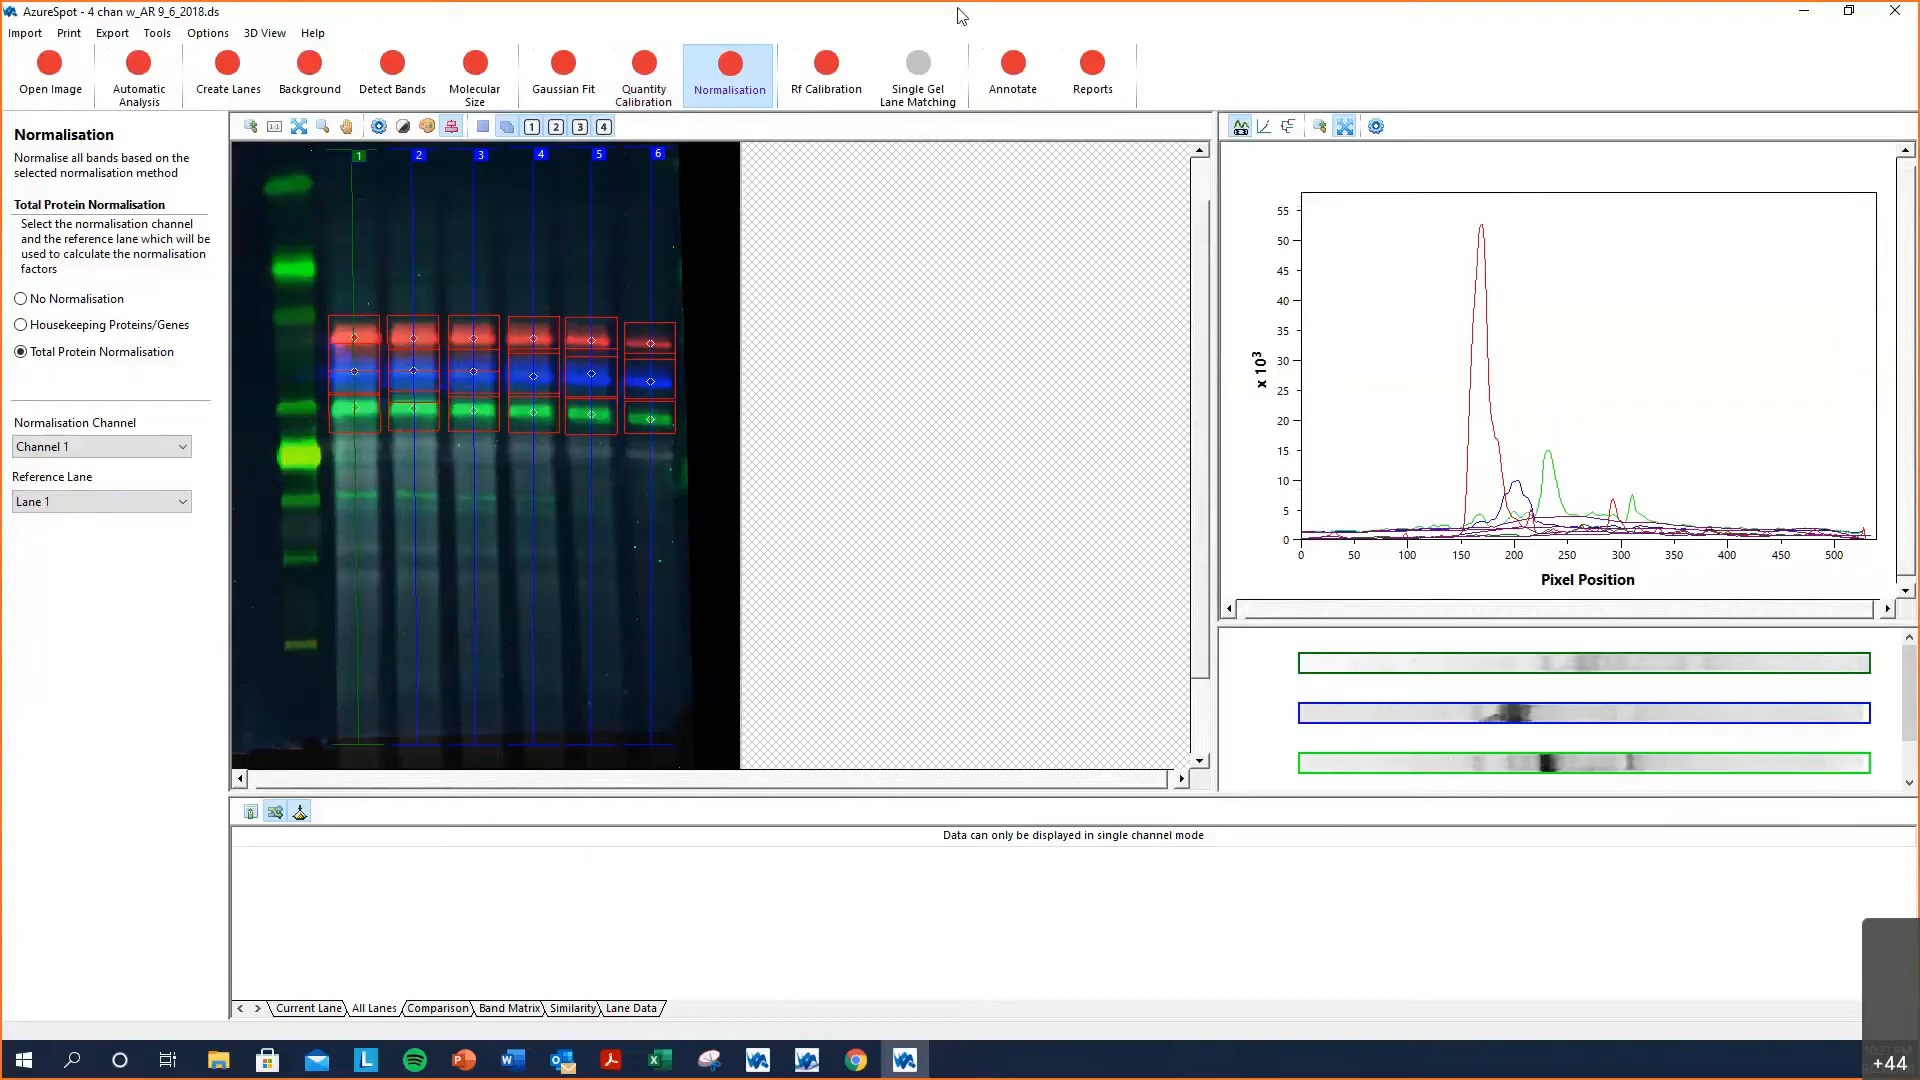 AzureSpot - 4 chan w_AR 9_6_2018.ds
Import Print Export Tools Options 3D View Help
Open Image Automatic Analysis Create Lanes Background Detect Bands Molecular Size Gaussian Fit Quantity Calibration Normalisation Rf Calibration Single Gel Lane Matching Annotate Reports
Normalisation
Normalise all bands based on the
selected normalisation method
Total Protein Normalisation
Select the normalisation channel
and the reference lane which will be
used to calculate the normalisation
factors
No Normalisation
Housekeeping Proteins/Genes
Total Protein Normalisation
Normalisation Channel
Channel 1
Reference Lane
Lane 1
1 2 3 4
1 2 3 4 5 6
55
50
45
40
35
30
25
20
15
10
5
0
x 10³
0 50 100 150 200 250 300 350 400 450 500
Pixel Position
Data can only be displayed in single channel mode
Current Lane All Lanes Comparison Band Matrix Similarity Lane Data
+44